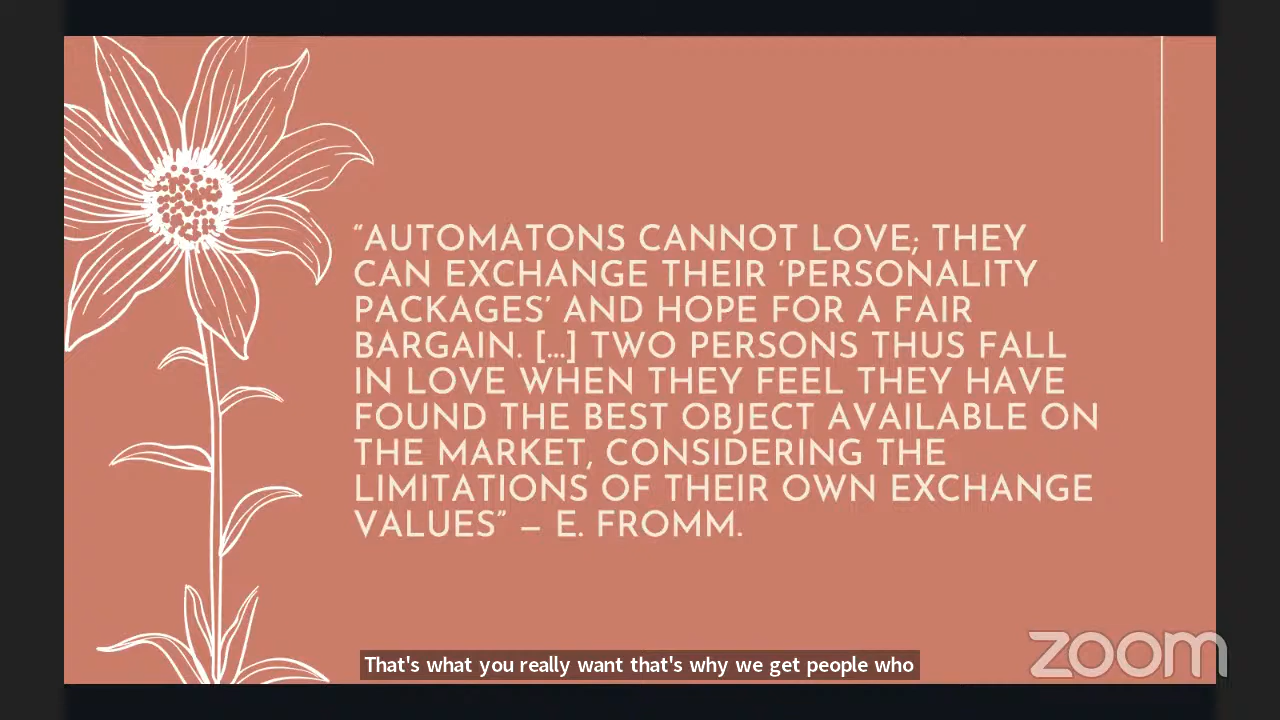 “AUTOMATONS CANNOT LOVE; THEY
CAN EXCHANGE THEIR ‘PERSONALITY
PACKAGES’ AND HOPE FOR A FAIR
BARGAIN. [...] TWO PERSONS THUS FALL
IN LOVE WHEN THEY FEEL THEY HAVE
FOUND THE BEST OBJECT AVAILABLE ON
THE MARKET, CONSIDERING THE
LIMITATIONS OF THEIR OWN EXCHANGE
VALUES” – E. FROMM.
That's what you really want that's why we get people who
zoom